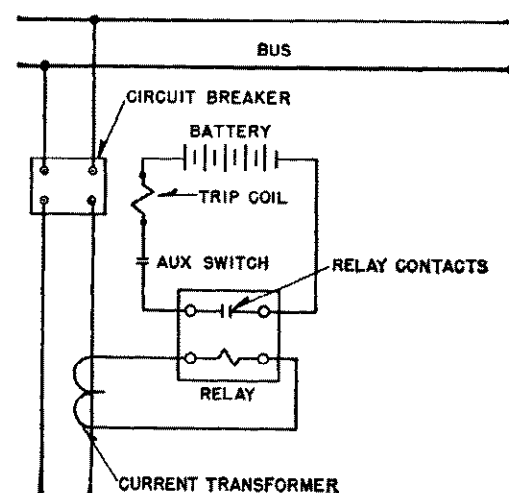 BUS
CIRCUIT BREAKER
BATTERY
TRIP COIL
AUX SWITCH
RELAY CONTACTS
RELAY
CURRENT TRANSFORMER